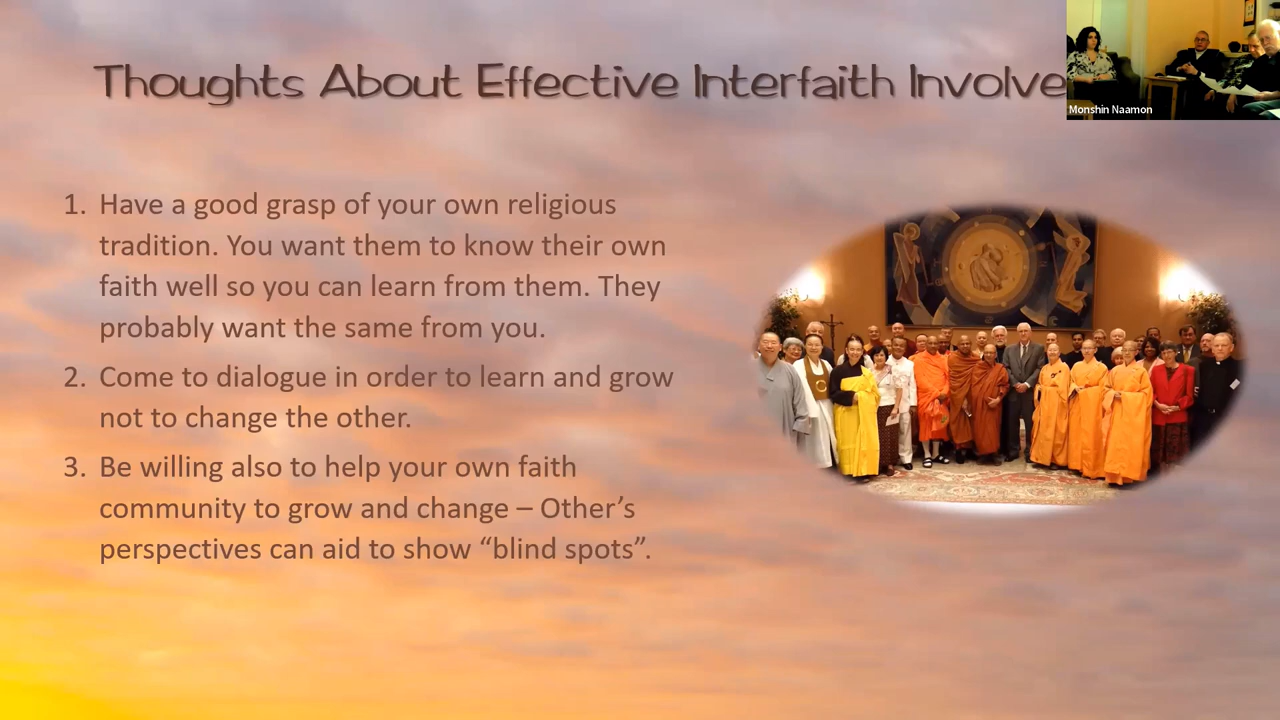 Thoughts About Effective Interfaith Involve
Monshin Naamon
1. Have a good grasp of your own religious
tradition. You want them to know their own
faith well so you can learn from them. They
probably want the same from you.
2. Come to dialogue in order to learn and grow
not to change the other.
3. Be willing also to help your own faith
community to grow and change – Other’s
perspectives can aid to show “blind spots”.